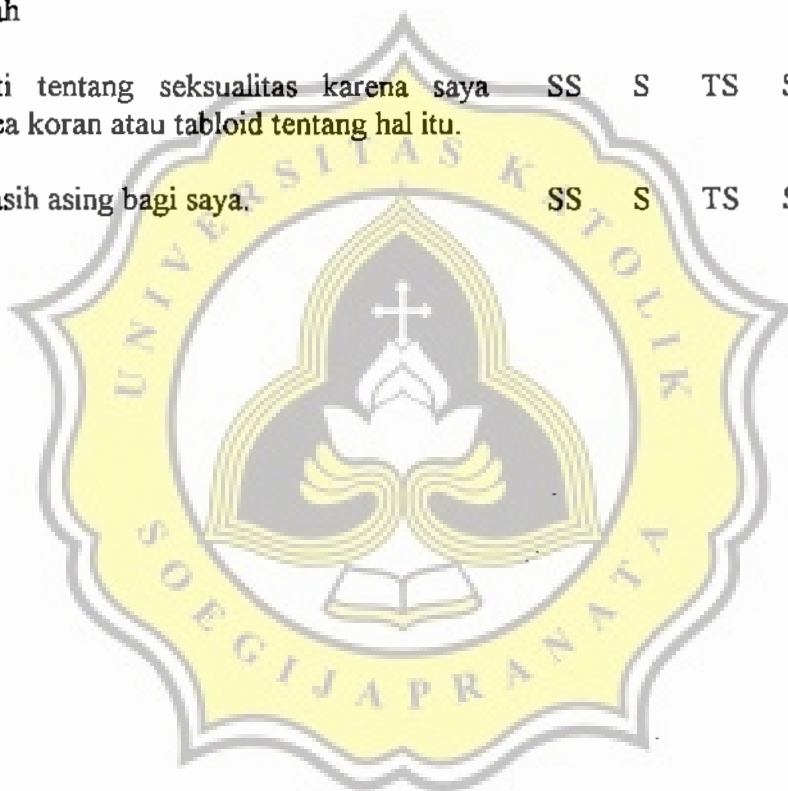 ti tentang seksualitas karena saya SS S TS
koran atau tabloid tentang hal itu.
asih asing bagi saya. SS S TS
UNIVERSITAS KATOLIK
SOEGIJAPRANATA